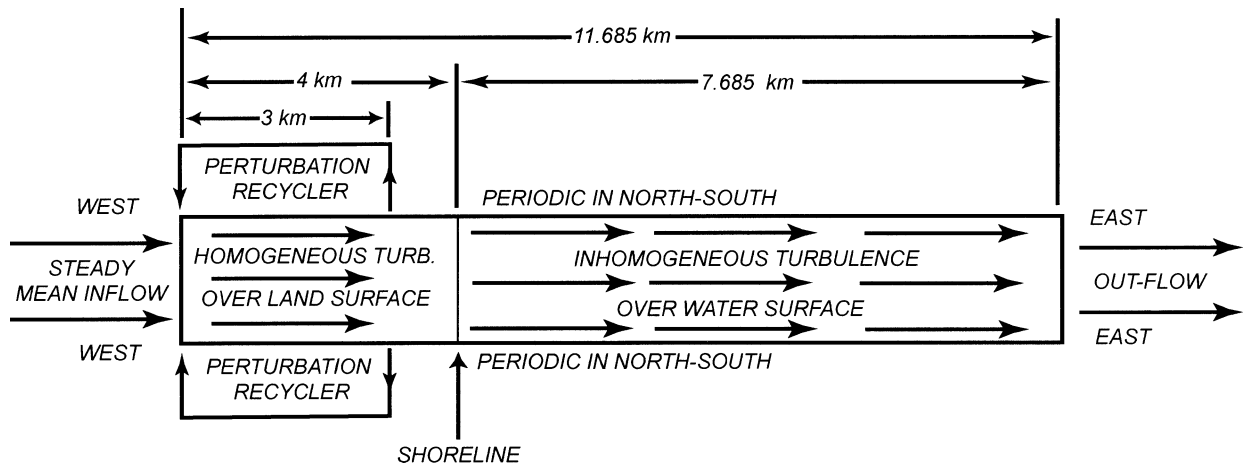 11.685 km
4 km
7.685 km
3 km
PERTURBATION
RECYCLER
PERIODIC IN NORTH-SOUTH
WEST
EAST
HOMOGENEOUS TURB.
INHOMOGENEOUS TURBULENCE
STEADY
MEAN INFLOW
OVER LAND SURFACE
OVER WATER SURFACE
OUT-FLOW
WEST
EAST
PERTURBATION
RECYCLER
PERIODIC IN NORTH-SOUTH
SHORELINE